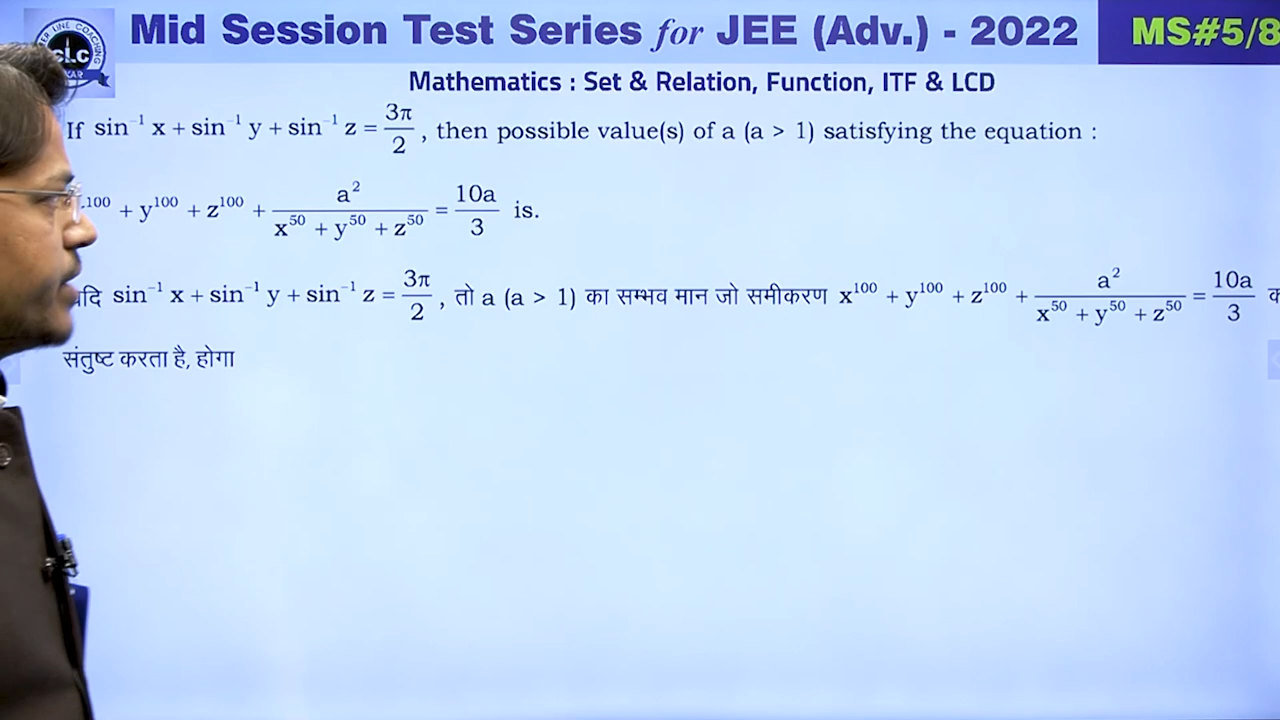 Mid Session Test Series for JEE (Adv.) - 2022 MS#5/8
Mathematics : Set & Relation, Function, ITF & LCD
If sin⁻¹ x + sin⁻¹ y + sin⁻¹ z = 3π/2 , then possible value(s) of a (a > 1) satisfying the equation :
¹⁰⁰ + y¹⁰⁰ + z¹⁰⁰ + a²/(x⁵⁰ + y⁵⁰ + z⁵⁰) = 10a/3 is.
यदि sin⁻¹ x + sin⁻¹ y + sin⁻¹ z = 3π/2 , तो a (a > 1) का सम्भव मान जो समीकरण x¹⁰⁰ + y¹⁰⁰ + z¹⁰⁰ + a²/(x⁵⁰ + y⁵⁰ + z⁵⁰) = 10a/3
संतुष्ट करता है, होगा
CLC